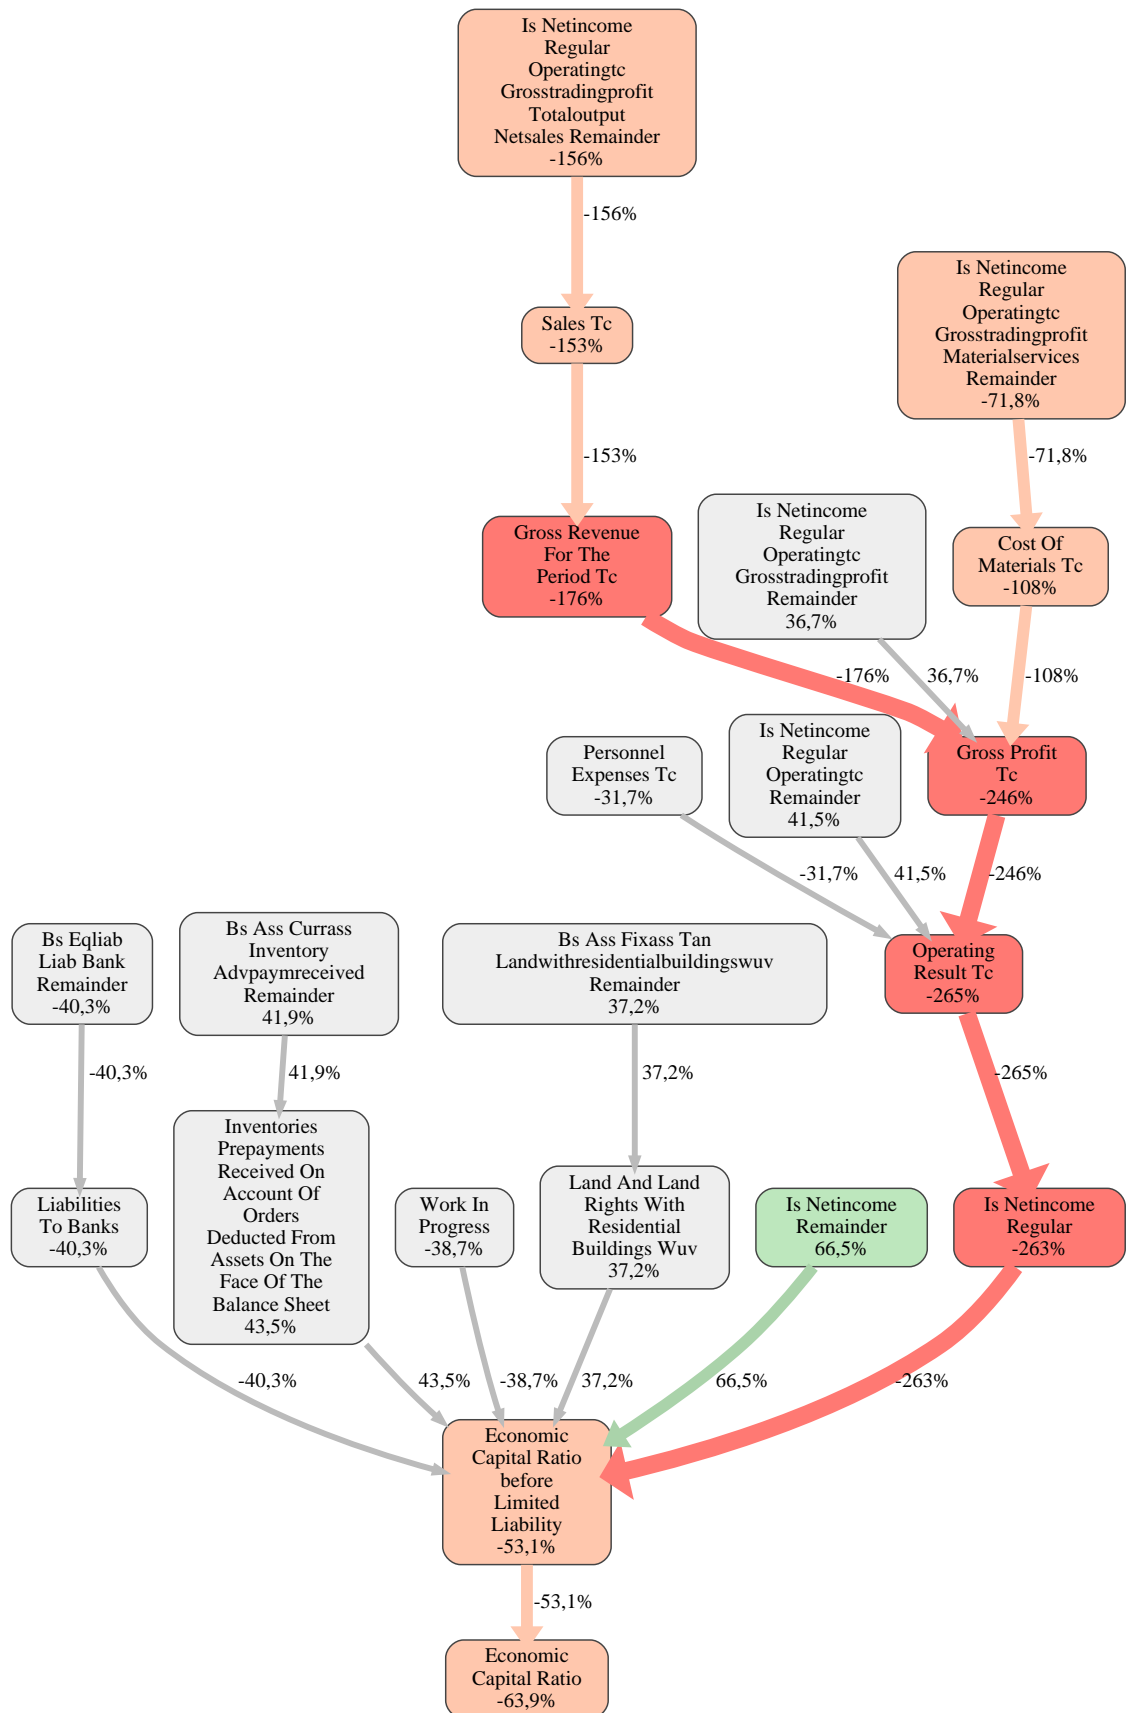 Is Netincome
Regular
Operatingtc
Grosstradingprofit
Totaloutput
Netsales Remainder
-156%
-156%
Sales Tc
-153%
Is Netincome
Regular
Operatingtc
Grosstradingprofit
Materialservices
Remainder
-71,8%
-153%
-71,8%
Gross Revenue
For The
Period Tc
-176%
Is Netincome
Regular
Operatingtc
Grosstradingprofit
Remainder
36,7%
Cost Of
Materials Tc
-108%
-176%
36,7%
-108%
Personnel
Expenses Tc
-31,7%
Is Netincome
Regular
Operatingtc
Remainder
41,5%
Gross Profit
Tc
-246%
-31,7%
41,5%
-246%
Bs Eqliab
Liab Bank
Remainder
-40,3%
Bs Ass Currass
Inventory
Advpaymreceived
Remainder
41,9%
Bs Ass Fixass Tan
Landwithresidentialbuildingswuv
Remainder
37,2%
Operating
Result Tc
-265%
-40,3%
41,9%
37,2%
-265%
Liabilities
To Banks
-40,3%
Inventories
Prepayments
Received On
Account Of
Orders
Deducted From
Assets On The
Face Of The
Balance Sheet
43,5%
Work In
Progress
-38,7%
Land And Land
Rights With
Residential
Buildings Wuv
37,2%
Is Netincome
Remainder
66,5%
Is Netincome
Regular
-263%
-40,3%
43,5%
-38,7%
37,2%
66,5%
-263%
Economic
Capital Ratio
before
Limited
Liability
-53,1%
-53,1%
Economic
Capital Ratio
-63,9%